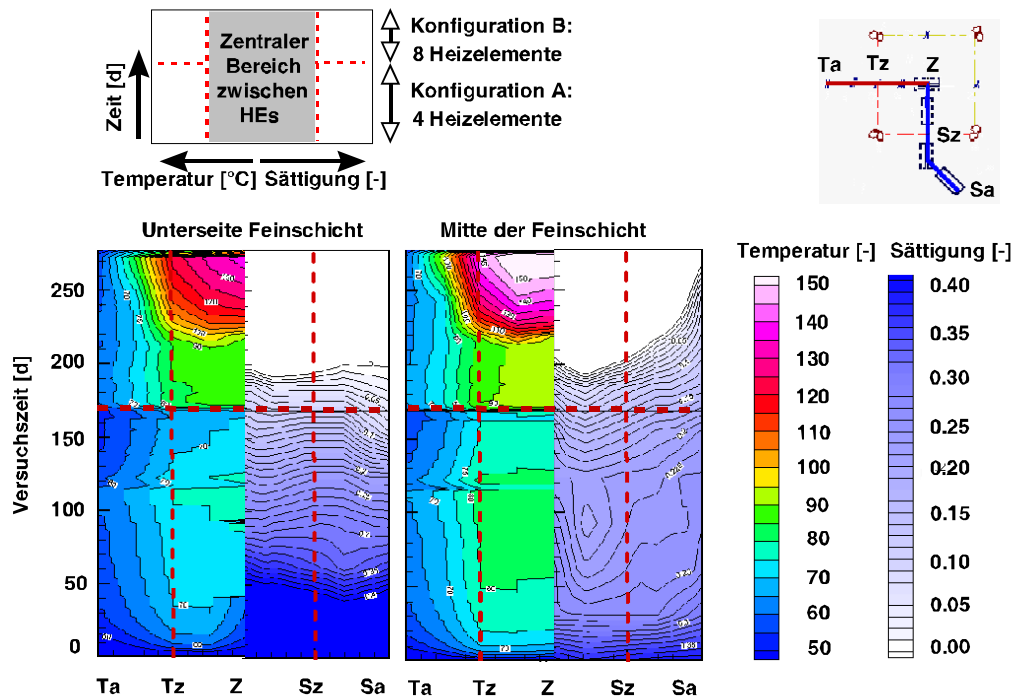 Zeit [d]
Zentraler
Bereich
zwischen
HEs
Konfiguration B:
8 Heizelemente
Konfiguration A:
4 Heizelemente
Temperatur [°C] Sättigung [-]
Ta Tz Z
Sz
Sa
Unterseite Feinschicht
Mitte der Feinschicht
Temperatur [-] Sättigung [-]
Versuchszeit [d]
250
200
150
100
50
0
150
140
130
120
110
100
90
80
70
60
50
0.40
0.35
0.30
0.25
0.20
0.15
0.10
0.05
0.00
Ta Tz Z Sz Sa
Ta Tz Z Sz Sa